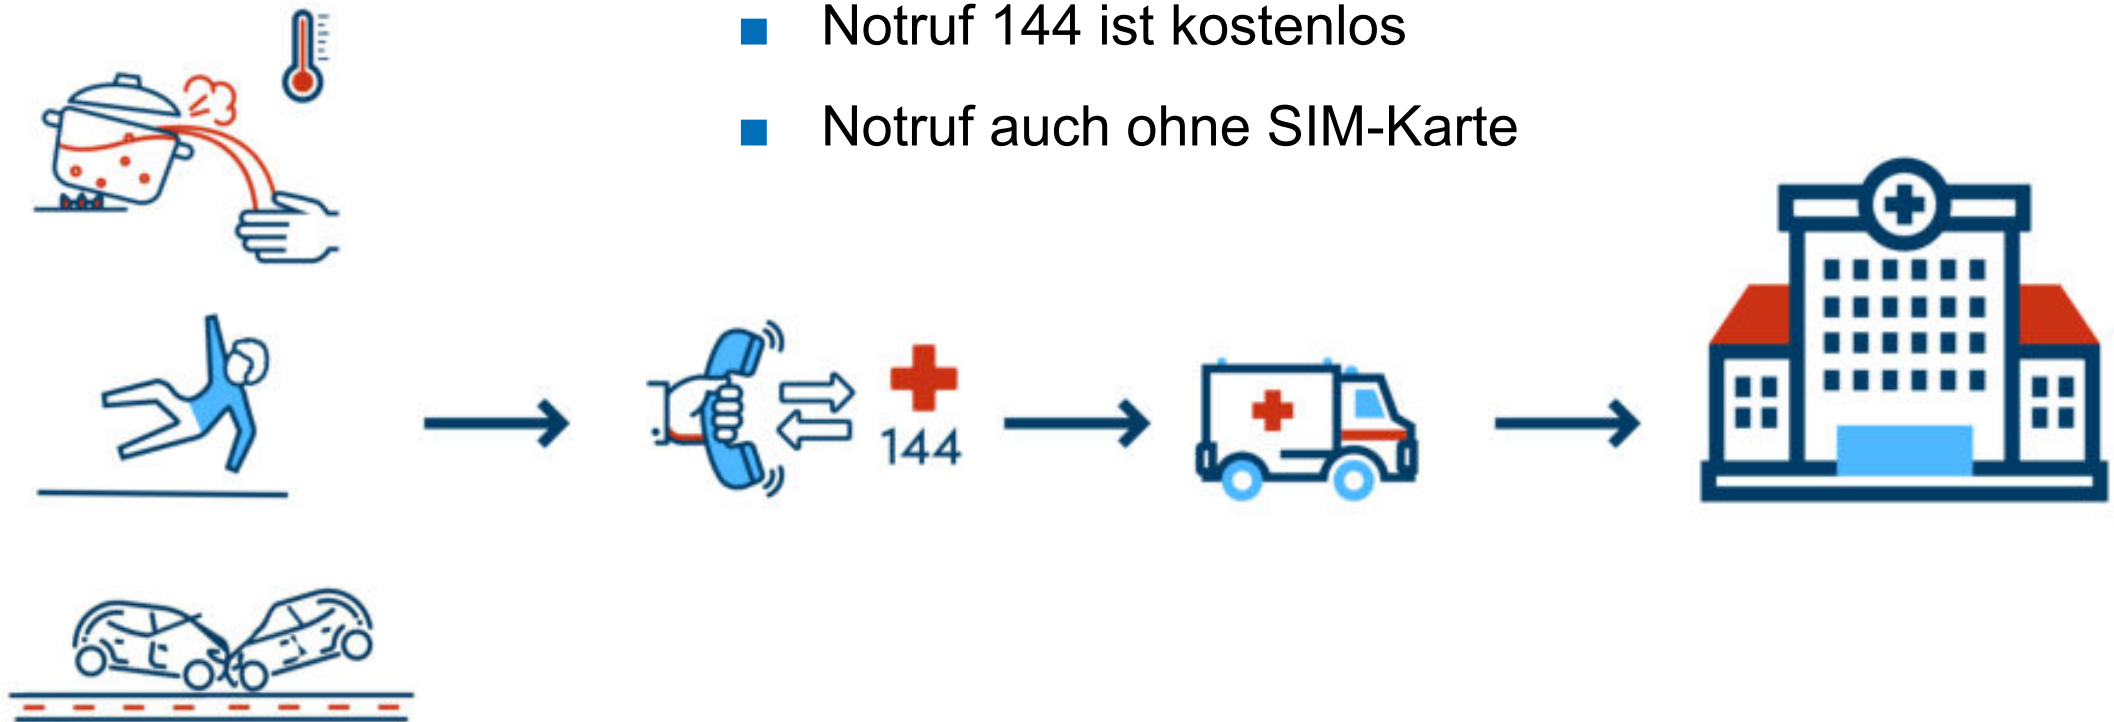 Notruf 144 ist kostenlos
Notruf auch ohne SIM-Karte
144